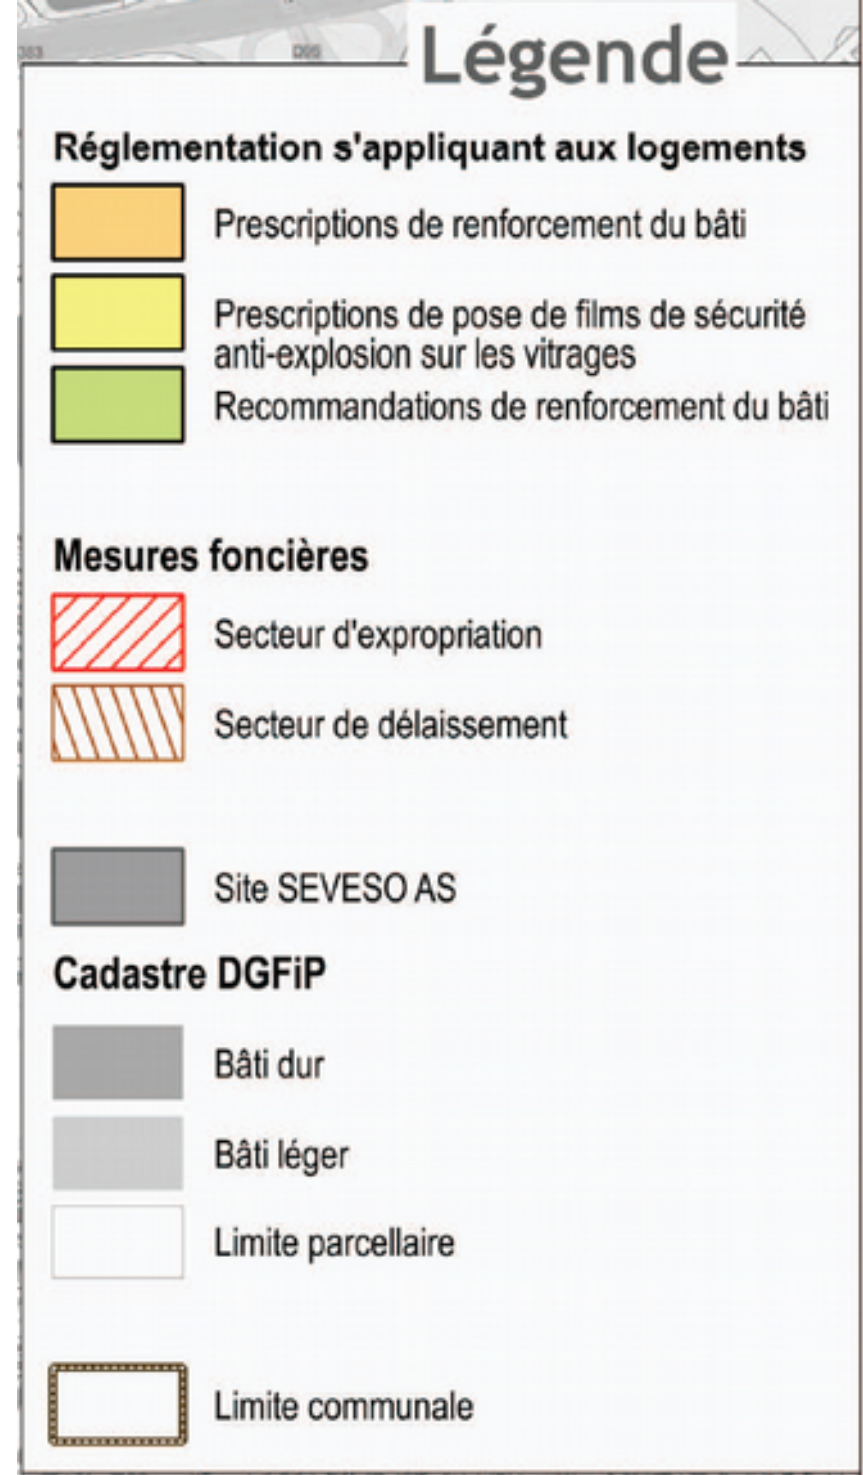 D95
Légende
Réglementation s'appliquant aux logements
Prescriptions de renforcement du bâti
Prescriptions de pose de films de sécurité
anti-explosion sur les vitrages
Recommandations de renforcement du bâti
Mesures foncières
Secteur d'expropriation
Secteur de délaissement
Site SEVESO AS
Cadastre DGFiP
Bâti dur
Bâti léger
Limite parcellaire
Limite communale